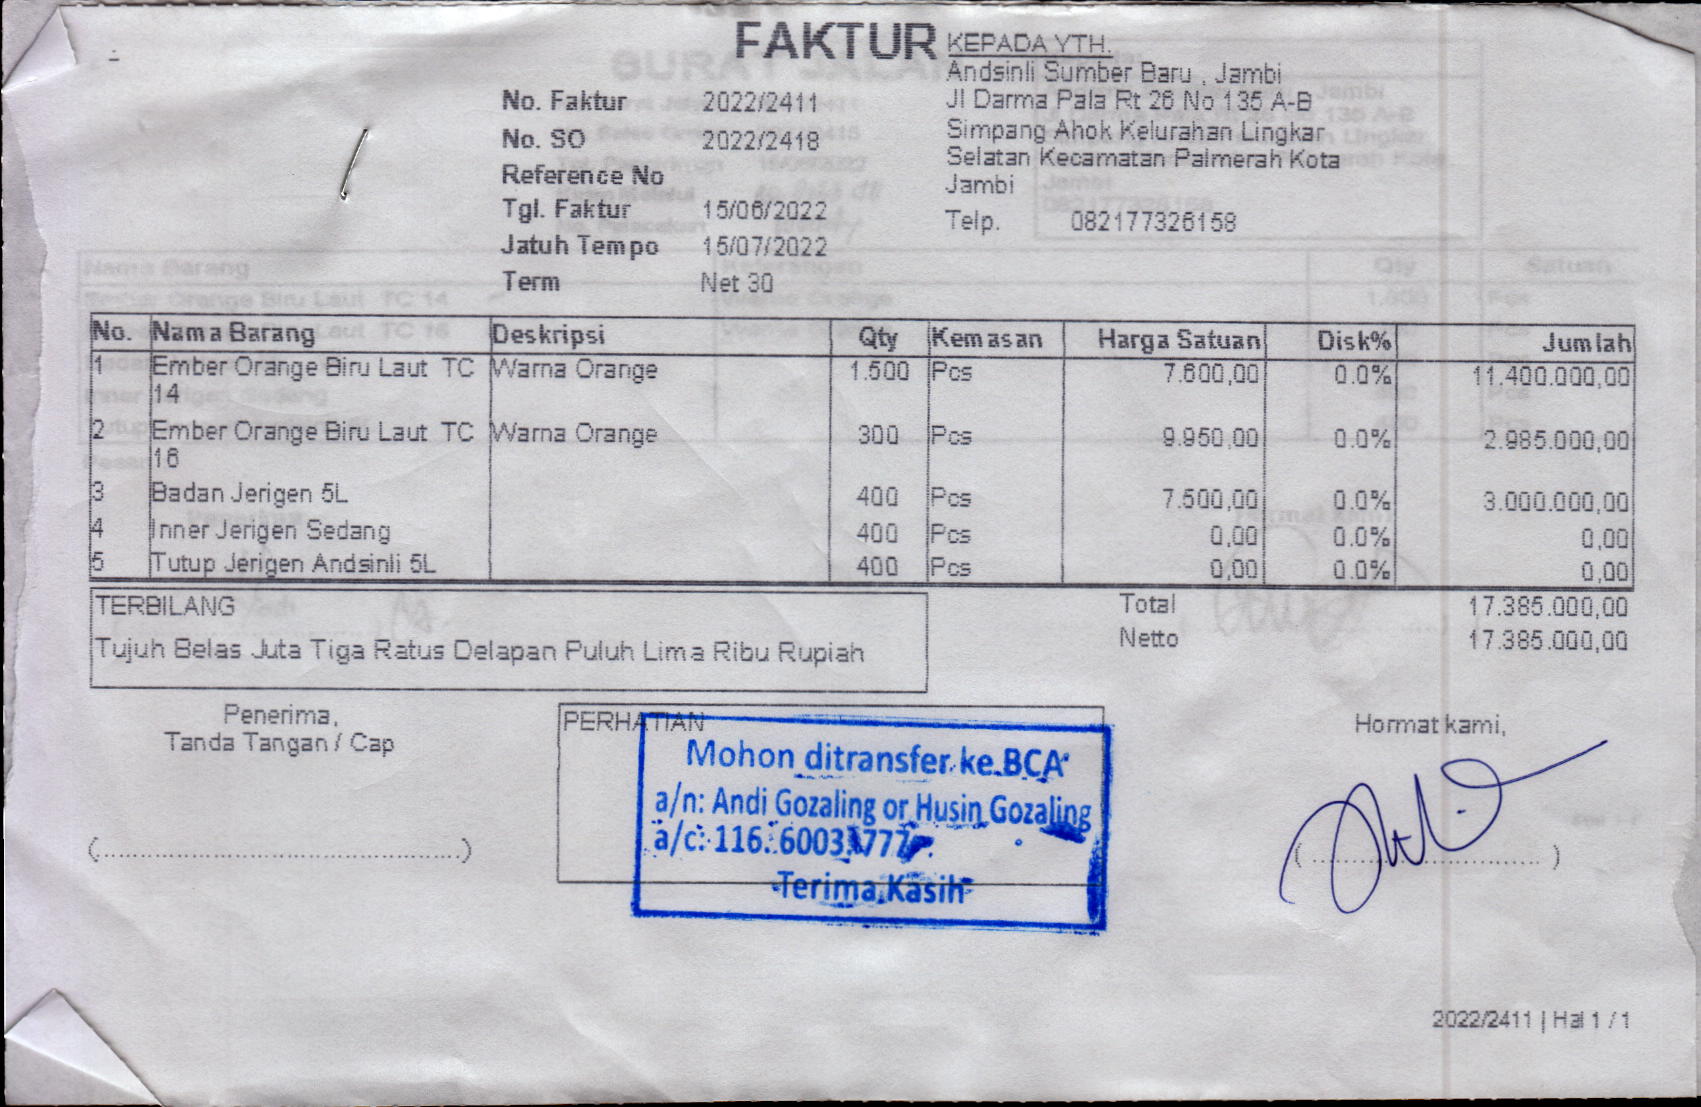 FAKTUR
KEPADA YTH.
Andsinli Sumber Baru , Jambi
Jl Darma Pala Rt 26 No 135 A-B
Simpang Ahok Kelurahan Lingkar
Selatan Kecamatan Palmerah Kota
Jambi
Telp. 082177326158
No. Faktur 2022/2411
No. SO 2022/2418
Reference No
Tgl. Faktur 15/06/2022
Jatuh Tempo 15/07/2022
Term Net 30
No. Nama Barang Deskripsi Qty Kemasan Harga Satuan Disk% Jumlah
1 Ember Orange Biru Laut TC Warna Orange 1.500 Pcs 7.600,00 0.0% 11.400.000,00
14
2 Ember Orange Biru Laut TC Warna Orange 300 Pcs 9.950,00 0.0% 2.985.000,00
16
3 Badan Jerigen 5L 400 Pcs 7.500,00 0.0% 3.000.000,00
4 Inner Jerigen Sedang 400 Pcs 0,00 0.0% 0,00
5 Tutup Jerigen Andsinli 5L 400 Pcs 0,00 0.0% 0,00
TERBILANG
Tujuh Belas Juta Tiga Ratus Delapan Puluh Lima Ribu Rupiah
Total 17.385.000,00
Netto 17.385.000,00
Penerima,
Tanda Tangan / Cap
PERHATIAN
Mohon ditransfer ke BCA
a/n: Andi Gozaling or Husin Gozaling
a/c: 116.
Terima Kasih
Hormat kami,
2022/2411 | Hal 1 / 1